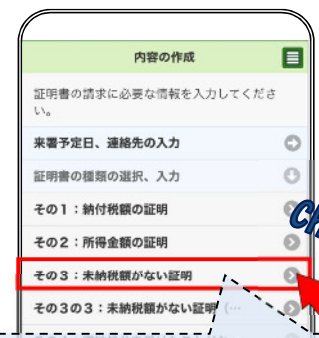 内容の作成
証明書の請求に必要な情報を入力してくださ
い。
来署予定日、連絡先の入力
証明書の種類の選択、入力
その1：納付税額の証明
その2：所得金額の証明
その3：未納税額がない証明
その3の3：未納税額がない証明（…